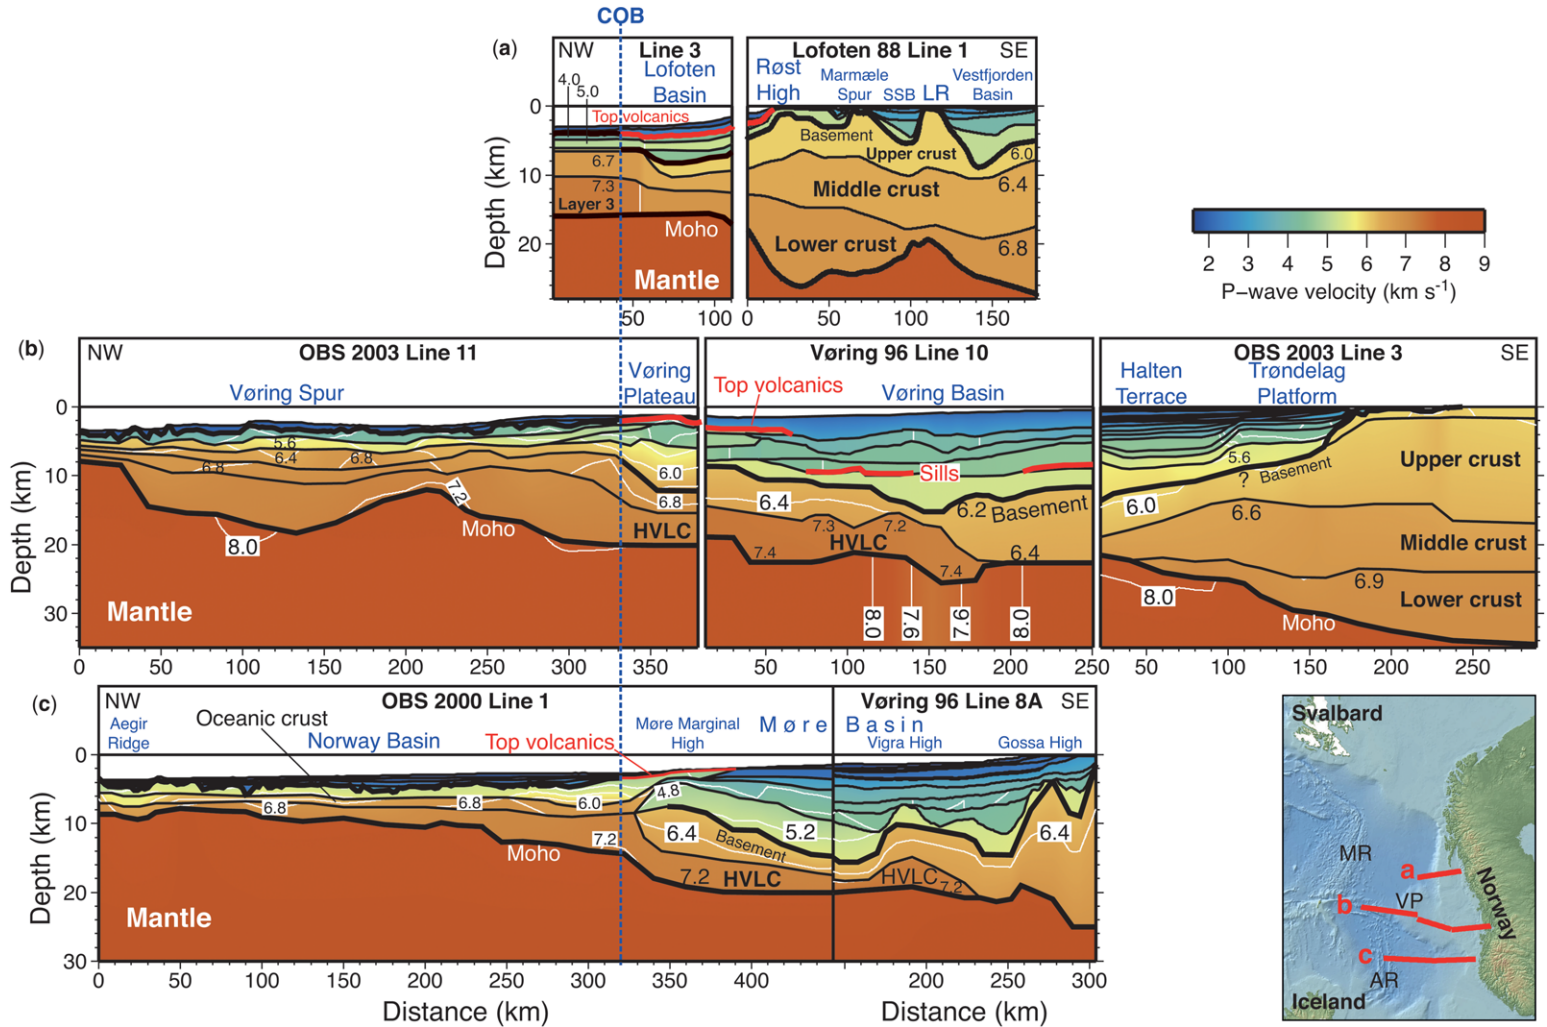 COB
(a)
NW
Line 3
Lofoten
Basin
4.0
5.0
Top volcanics
6.7
7.3
Layer 3
Moho
Mantle
Lofoten 88 Line 1
SE
Røst
High
Marmæle
Spur
SSB
LR
Vestfjorden
Basin
Basement
Upper crust
6.0
Middle crust
6.4
Lower crust
6.8
0
10
20
Depth (km)
50
100
0
50
100
150
2 3 4 5 6 7 8 9
P−wave velocity (km s-1)
(b)
NW
OBS 2003 Line 11
Vøring Spur
Vøring
Plateau
5.6
6.4
6.8
6.8
7.2
6.0
6.8
HVLC
Moho
8.0
Mantle
Vøring 96 Line 10
Top volcanics
Vøring Basin
Sills
6.4
6.2
Basement
7.3
7.2
HVLC
7.4
7.4
6.4
8.0
7.6
7.6
8.0
OBS 2003 Line 3
SE
Halten
Terrace
Trøndelag
Platform
5.6
?
Basement
Upper crust
6.0
6.6
Middle crust
6.9
8.0
Lower crust
Moho
0
10
20
30
Depth (km)
0
50
100
150
200
250
300
350
50
100
150
200
250
50
100
150
200
250
(c)
NW
OBS 2000 Line 1
Aegir
Ridge
Oceanic crust
Norway Basin
Top volcanics
Møre Marginal
High
Møre Basin
6.8
6.8
6.0
4.8
7.2
6.4
5.2
Basement
7.2
HVLC
Moho
Mantle
Vøring 96 Line 8A
SE
Vigra High
Gossa High
6.4
HVLC
7.2
0
10
20
30
Depth (km)
0
50
100
150
200
250
300
350
400
200
250
300
Distance (km)
Distance (km)
Svalbard
MR
a
VP
b
Norway
c
AR
Iceland